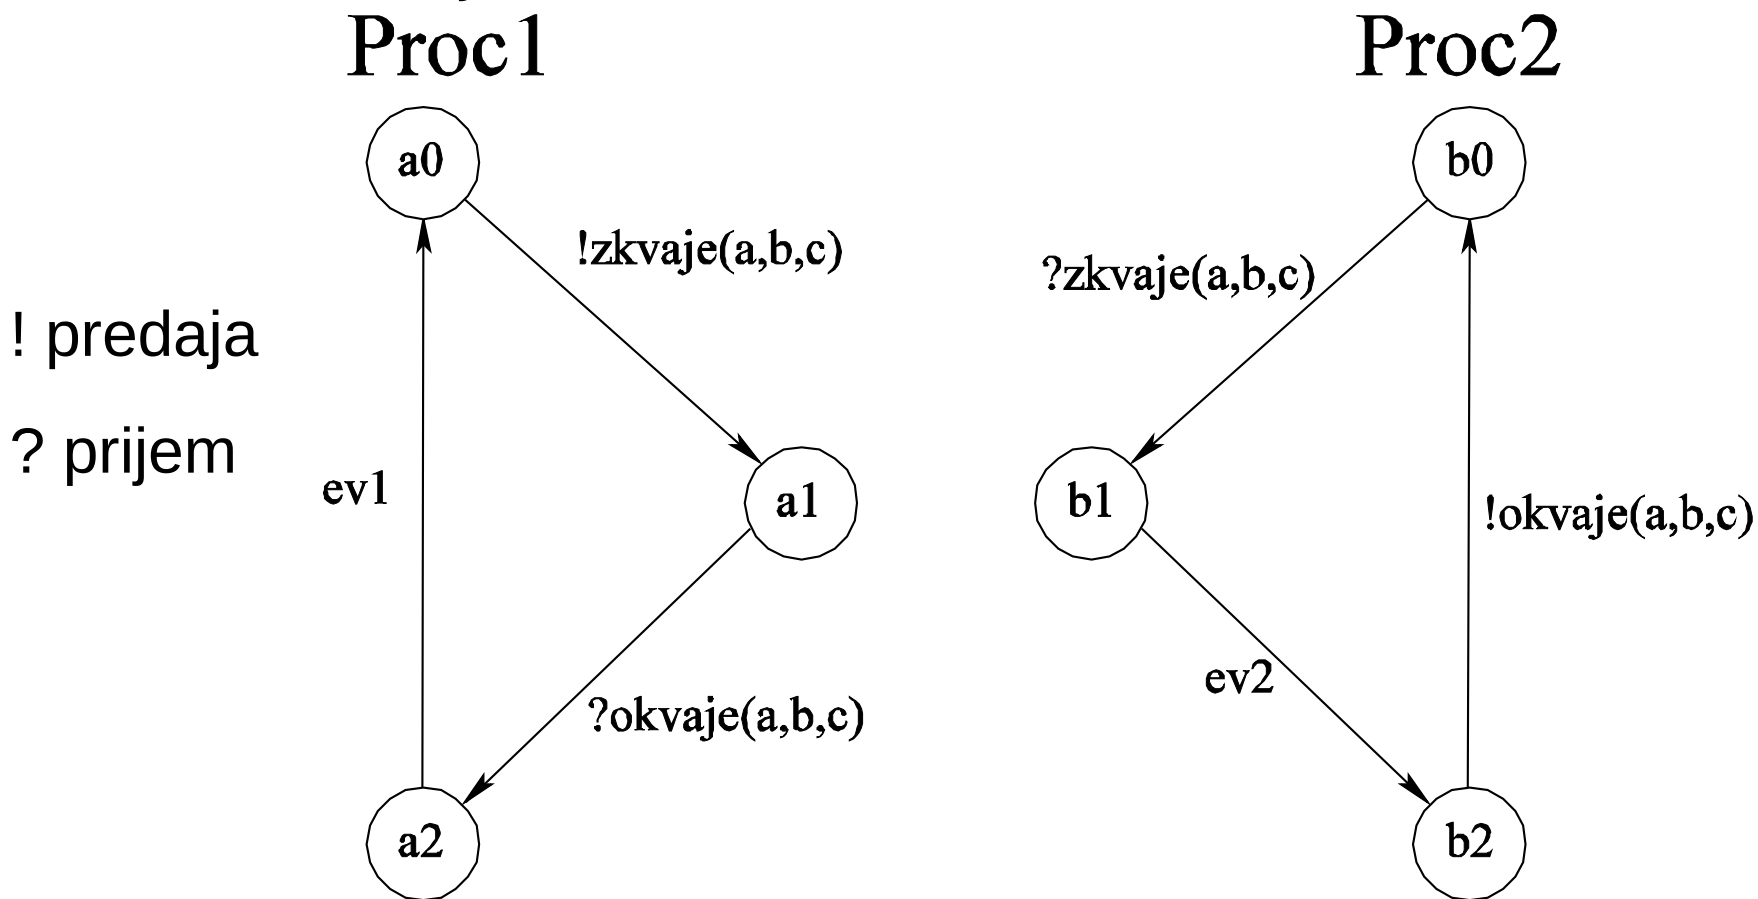 Proc1
Proc2
a0
b0
!zkvaje(a,b,c)
?zkvaje(a,b,c)
! predaja
? prijem
ev1
a1
b1
!okvaje(a,b,c)
ev2
?okvaje(a,b,c)
a2
b2